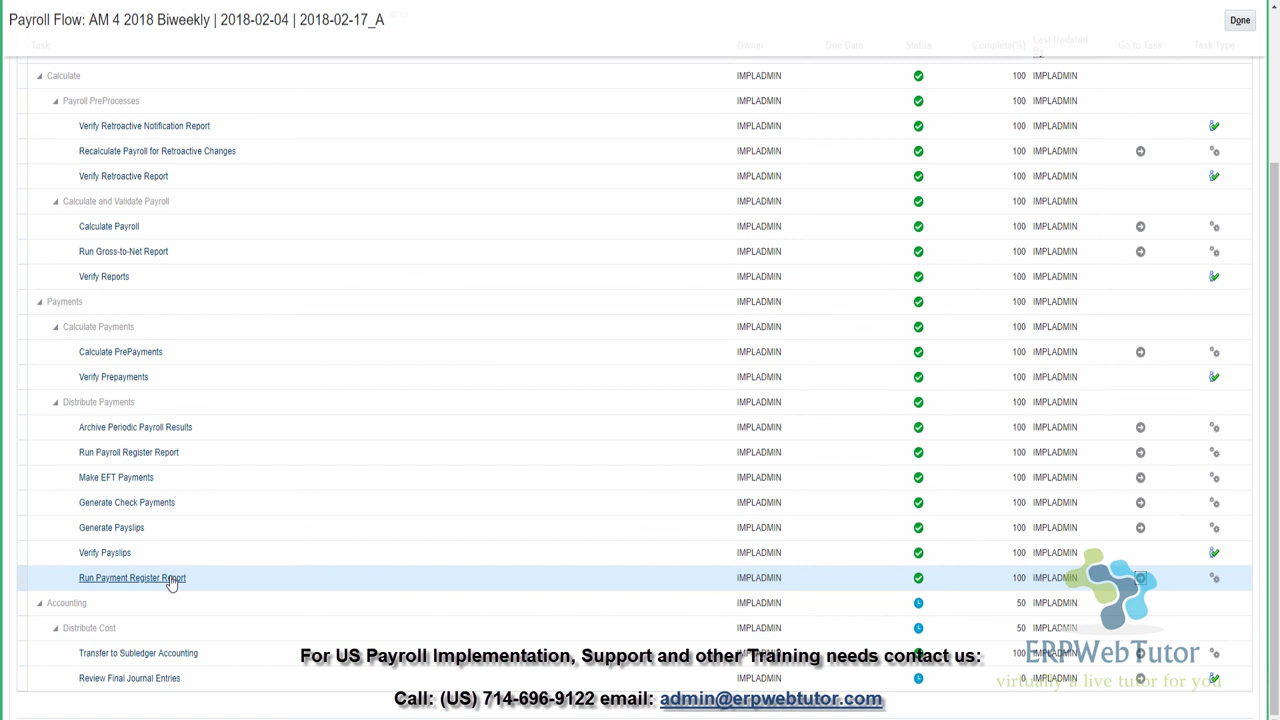 Payroll Flow: AM 4 2018 Biweekly | 2018-02-04 | 2018-02-17_A
Done
Task Owner Due Date Status Complete(%) Last Updated By Go to Task Task Type
Calculate IMPLADMIN 100 IMPLADMIN
Payroll PreProcesses IMPLADMIN 100 IMPLADMIN
Verify Retroactive Notification Report IMPLADMIN 100 IMPLADMIN
Recalculate Payroll for Retroactive Changes IMPLADMIN 100 IMPLADMIN
Verify Retroactive Report IMPLADMIN 100 IMPLADMIN
Calculate and Validate Payroll IMPLADMIN 100 IMPLADMIN
Calculate Payroll IMPLADMIN 100 IMPLADMIN
Run Gross-to-Net Report IMPLADMIN 100 IMPLADMIN
Verify Reports IMPLADMIN 100 IMPLADMIN
Payments IMPLADMIN 100 IMPLADMIN
Calculate Payments IMPLADMIN 100 IMPLADMIN
Calculate PrePayments IMPLADMIN 100 IMPLADMIN
Verify Prepayments IMPLADMIN 100 IMPLADMIN
Distribute Payments IMPLADMIN 100 IMPLADMIN
Archive Periodic Payroll Results IMPLADMIN 100 IMPLADMIN
Run Payroll Register Report IMPLADMIN 100 IMPLADMIN
Make EFT Payments IMPLADMIN 100 IMPLADMIN
Generate Check Payments IMPLADMIN 100 IMPLADMIN
Generate Payslips IMPLADMIN 100 IMPLADMIN
Verify Payslips IMPLADMIN 100 IMPLADMIN
Run Payment Register Report IMPLADMIN 100 IMPLADMIN
Accounting IMPLADMIN 50 IMPLADMIN
Distribute Cost IMPLADMIN 50 IMPLADMIN
Transfer to Subledger Accounting 100
Review Final Journal Entries IMPLADMIN IMPLADMIN
ERPWebTutor
virtually a live tutor for you
For US Payroll Implementation, Support and other Training needs contact us:
Call: (US) 714-696-9122 email: admin@erpwebtutor.com